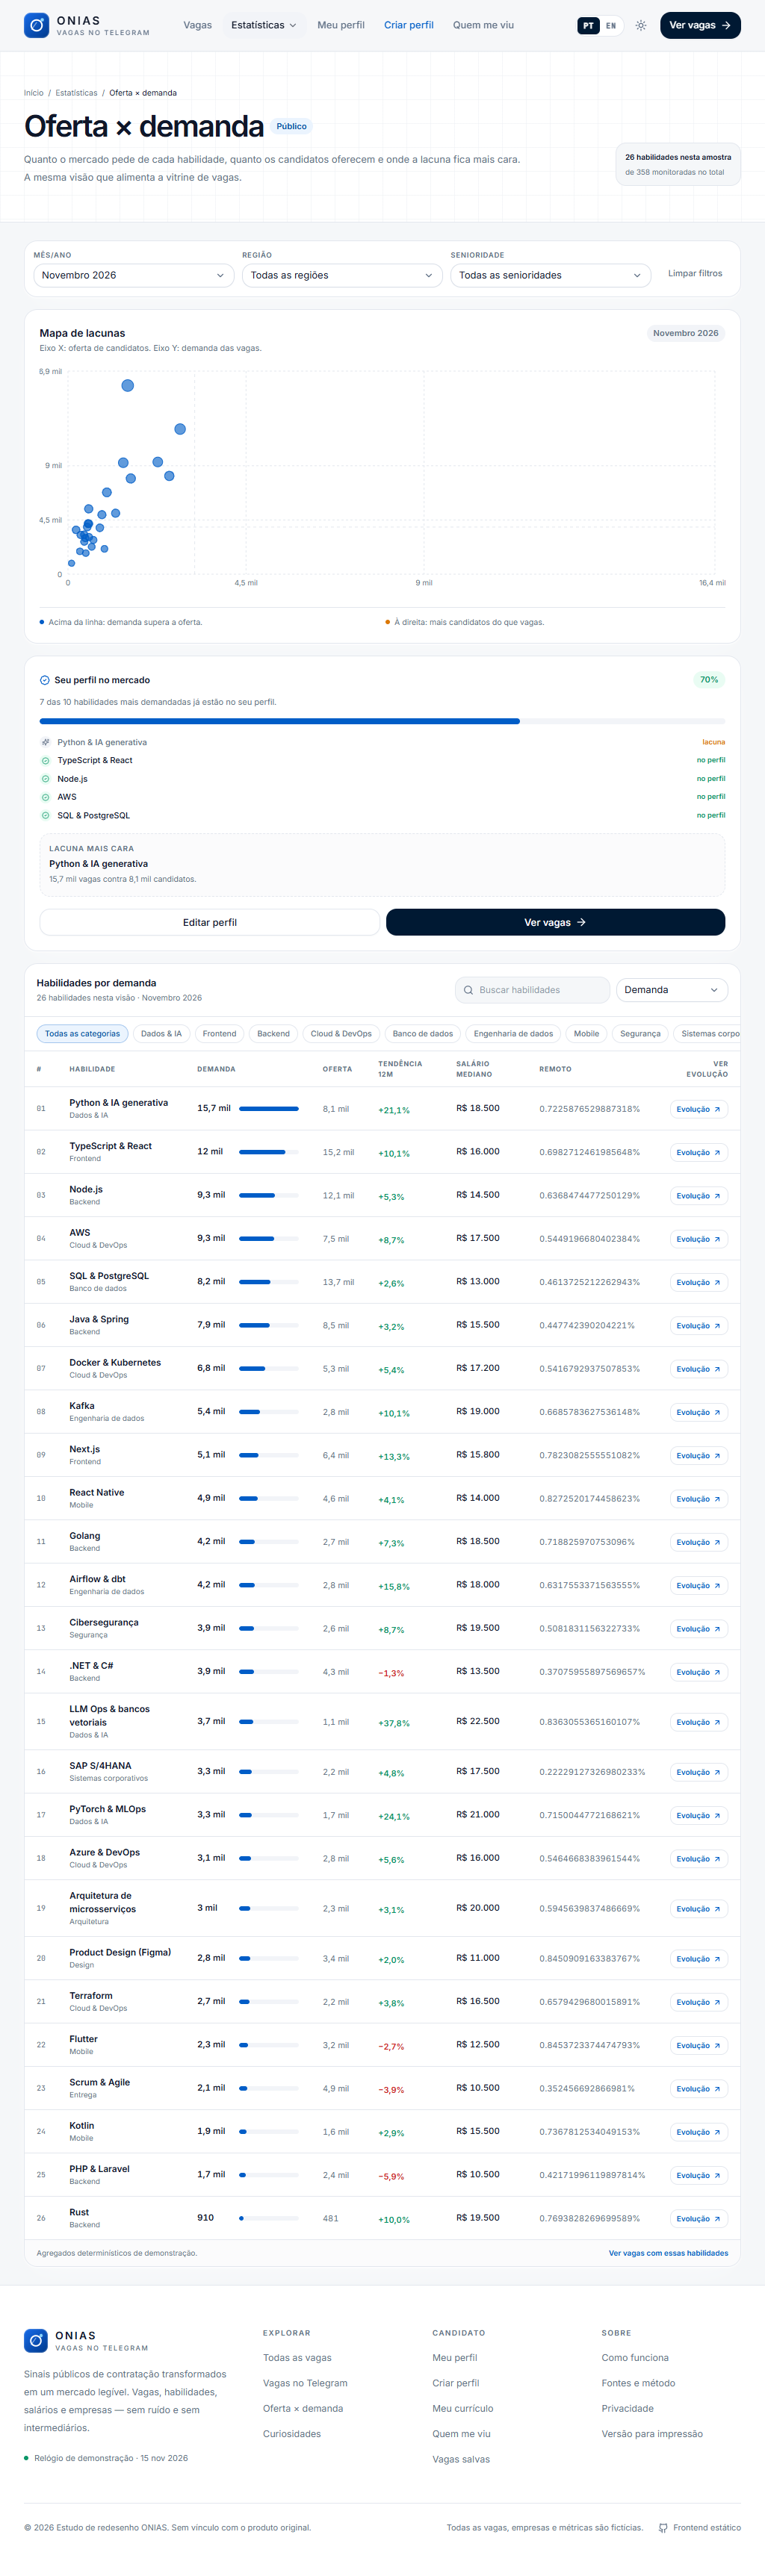 ONIAS
VAGAS NO TELEGRAM
Vagas
Estatísticas
Meu perfil
Criar perfil
Quem me viu
PT EN
Ver vagas →
Início / Estatísticas / Oferta × demanda
Oferta × demanda
Público
Quanto o mercado pede de cada habilidade, quanto os candidatos oferecem e onde a lacuna fica mais cara.
A mesma visão que alimenta a vitrine de vagas.
26 habilidades nesta amostra
de 358 monitoradas no total
MÊS/ANO
Novembro 2026
REGIÃO
Todas as regiões
SENIORIDADE
Todas as senioridades
Limpar filtros
Mapa de lacunas
Eixo X: oferta de candidatos. Eixo Y: demanda das vagas.
Novembro 2026
9 mil
4,5 mil
0
0
4,5 mil
9 mil
16,4 mil
Acima da linha: demanda supera a oferta.
À direita: mais candidatos do que vagas.
Seu perfil no mercado
70%
7 das 10 habilidades mais demandadas já estão no seu perfil.
Python & IA generativa lacuna
TypeScript & React no perfil
Node.js no perfil
AWS no perfil
SQL & PostgreSQL no perfil
LACUNA MAIS CARA
Python & IA generativa
15,7 mil vagas contra 8,1 mil candidatos.
Editar perfil
Ver vagas →
Habilidades por demanda
26 habilidades nesta visão · Novembro 2026
Buscar habilidades
Demanda
Todas as categorias Dados & IA Frontend Backend Cloud & DevOps Banco de dados Engenharia de dados Mobile Segurança Sistemas corpo
# HABILIDADE DEMANDA OFERTA TENDÊNCIA 12M SALÁRIO MEDIANO REMOTO VER EVOLUÇÃO
01 Python & IA generativa 15,7 mil 8,1 mil +21,1% R$ 18.500 0.7225876529887318% Evolução
Dados & IA
02 TypeScript & React 12 mil 15,2 mil +10,1% R$ 16.000 0.6982712461985648% Evolução
Frontend
03 Node.js 9,3 mil 12,1 mil +5,3% R$ 14.500 0.6368474477250129% Evolução
Backend
04 AWS 9,3 mil 7,5 mil +8,7% R$ 17.500 0.5449196680402384% Evolução
Cloud & DevOps
05 SQL & PostgreSQL 8,2 mil 13,7 mil +2,6% R$ 13.000 0.4613725212262943% Evolução
Banco de dados
06 Java & Spring 7,9 mil 8,5 mil +3,2% R$ 15.500 0.447742390204221% Evolução
Backend
07 Docker & Kubernetes 6,8 mil 5,3 mil +5,4% R$ 17.200 0.5416792937507853% Evolução
Cloud & DevOps
08 Kafka 5,4 mil 2,8 mil +10,1% R$ 19.000 0.6685783627536148% Evolução
Engenharia de dados
09 Next.js 5,1 mil 6,4 mil +13,3% R$ 15.800 0.7823082555551082% Evolução
Frontend
10 React Native 4,9 mil 4,6 mil +4,1% R$ 14.000 0.8272520174458623% Evolução
Mobile
11 Golang 4,2 mil 2,7 mil +7,3% R$ 18.500 0.718825970753096% Evolução
Backend
12 Airflow & dbt 4,2 mil 2,8 mil +15,8% R$ 18.000 0.6317553371563555% Evolução
Engenharia de dados
13 Cibersegurança 3,9 mil 2,6 mil +8,7% R$ 19.500 0.5081831156322733% Evolução
Segurança
14 .NET & C# 3,9 mil 4,3 mil −1,3% R$ 13.500 0.37075955897569657% Evolução
Backend
15 LLM Ops & bancos vetoriais 3,7 mil 1,1 mil +37,8% R$ 22.500 0.8363055365160107% Evolução
Dados & IA
16 SAP S/4HANA 3,3 mil 2,2 mil +4,8% R$ 17.500 0.22229127326980233% Evolução
Sistemas corporativos
17 PyTorch & MLOps 3,3 mil 1,7 mil +24,1% R$ 21.000 0.7150044772168621% Evolução
Dados & IA
18 Azure & DevOps 3,1 mil 2,8 mil +5,6% R$ 16.000 0.5464668383961544% Evolução
Cloud & DevOps
19 Arquitetura de microsserviços 3 mil 2,3 mil +3,1% R$ 20.000 0.5945639837486669% Evolução
Arquitetura
20 Product Design (Figma) 2,8 mil 3,4 mil +2,0% R$ 11.000 0.8450909163383767% Evolução
Design
21 Terraform 2,7 mil 2,2 mil +3,8% R$ 16.500 0.6579429680015891% Evolução
Cloud & DevOps
22 Flutter 2,3 mil 3,2 mil −2,7% R$ 12.500 0.8453723374474793% Evolução
Mobile
23 Scrum & Agile 2,1 mil 4,9 mil −3,9% R$ 10.500 0.352456692866981% Evolução
Entrega
24 Kotlin 1,9 mil 1,6 mil +2,9% R$ 15.500 0.7367812534049153% Evolução
Mobile
25 PHP & Laravel 1,7 mil 2,4 mil −5,9% R$ 10.500 0.42171996119897814% Evolução
Backend
26 Rust 910 481 +10,0% R$ 19.500 0.7693828269699589% Evolução
Backend
Agregados determinísticos de demonstração.
Ver vagas com essas habilidades
ONIAS
VAGAS NO TELEGRAM
Sinais públicos de contratação transformados
em um mercado legível. Vagas, habilidades,
salários e empresas — sem ruído e sem
intermediários.
Relógio de demonstração · 15 nov 2026
EXPLORAR
Todas as vagas
Vagas no Telegram
Oferta × demanda
Curiosidades
CANDIDATO
Meu perfil
Criar perfil
Meu currículo
Quem me viu
Vagas salvas
SOBRE
Como funciona
Fontes e método
Privacidade
Versão para impressão
© 2026 Estudo de redesenho ONIAS. Sem vínculo com o produto original.
Todas as vagas, empresas e métricas são fictícias.
Frontend estático